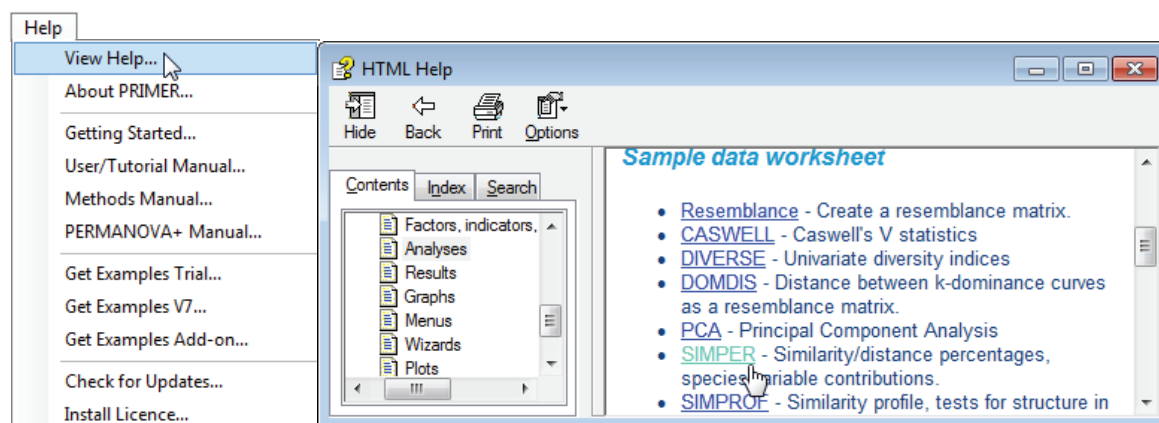 Help
View Help...
About PRIMER...
Getting Started...
User/Tutorial Manual...
Methods Manual...
PERMANOVA+ Manual...
Get Examples Trial...
Get Examples V7...
Get Examples Add-on...
Check for Updates...
Install Licence...
HTML Help
Hide Back Print Options
Contents Index Search
Factors, indicators,
Analyses
Results
Graphs
Menus
Wizards
Plots
Sample data worksheet
• Resemblance - Create a resemblance matrix.
• CASWELL - Caswell's V statistics
• DIVERSE - Univariate diversity indices
• DOMDIS - Distance between k-dominance curves
as a resemblance matrix.
• PCA - Principal Component Analysis
• SIMPER - Similarity/distance percentages,
species/variable contributions.
• SIMPROF - Similarity profile, tests for structure in